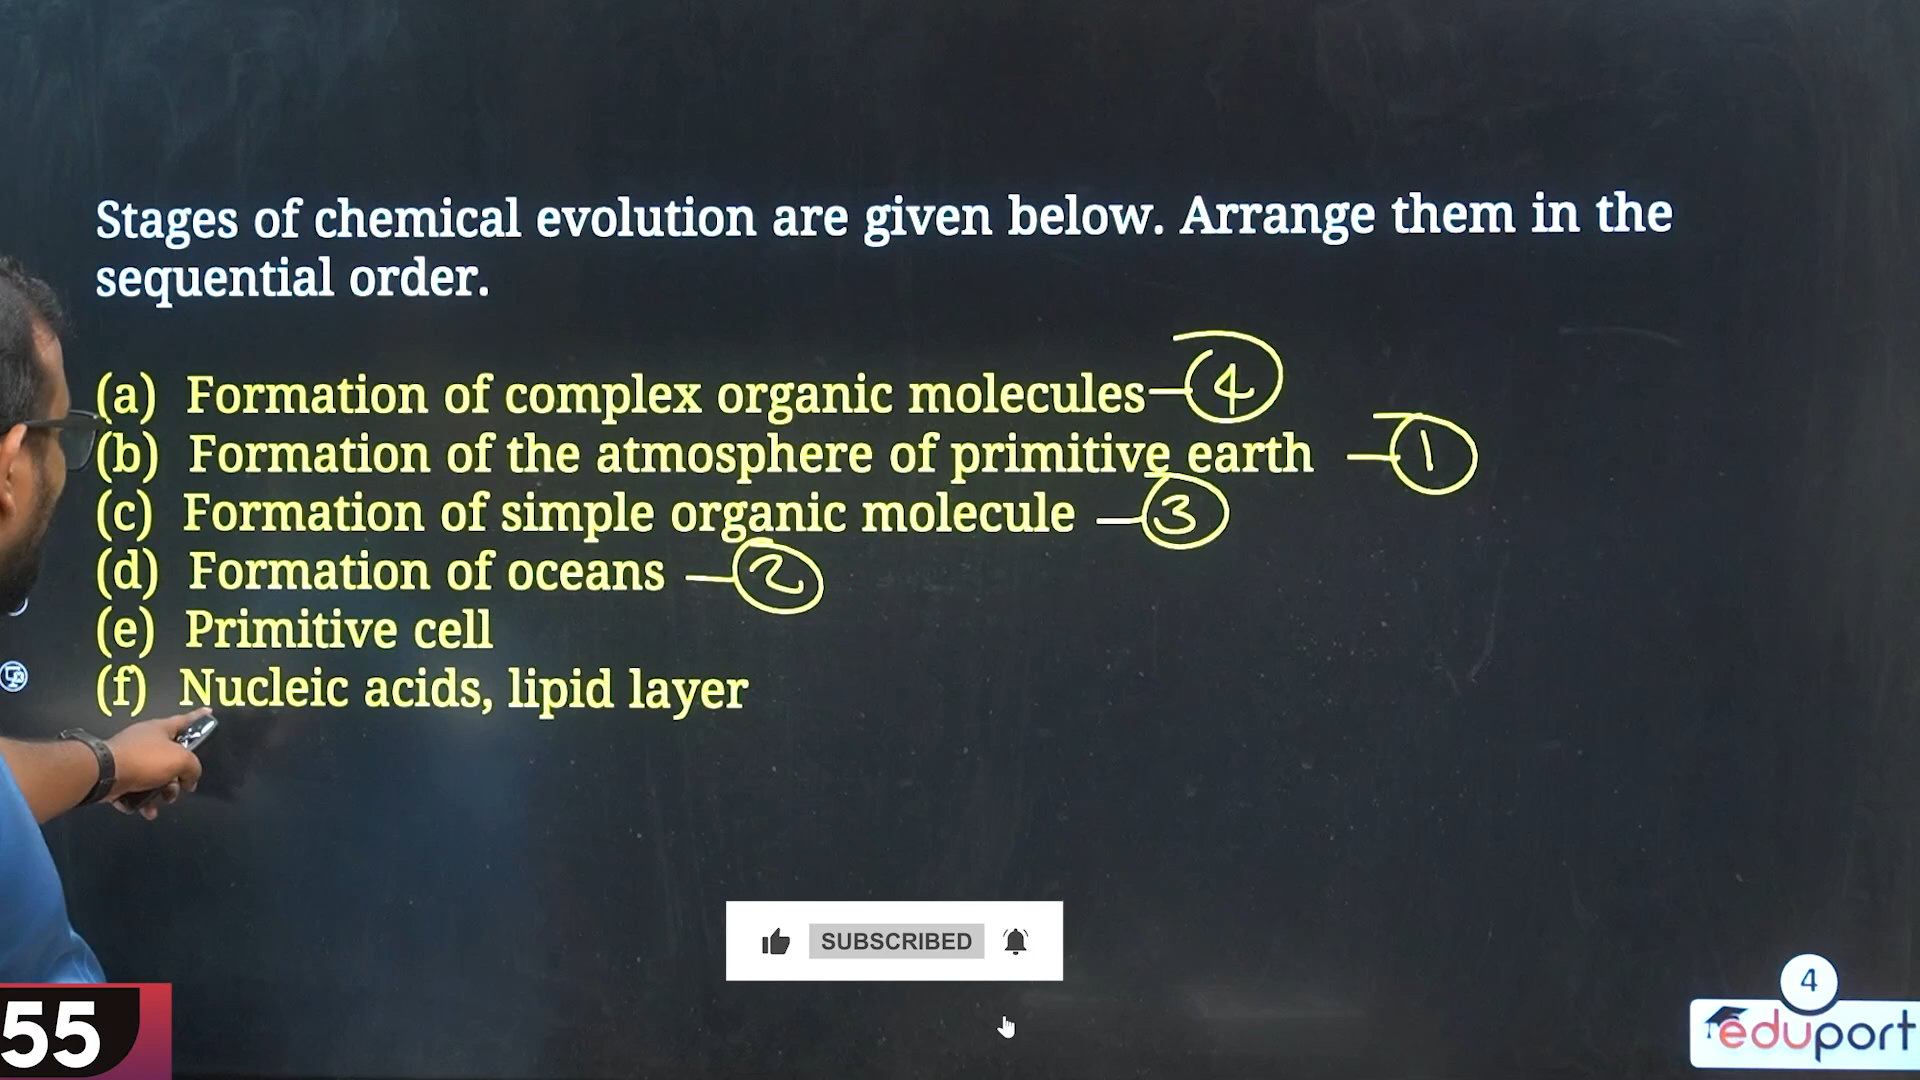 Stages of chemical evolution are given below. Arrange them in the
sequential order.
(a) Formation of complex organic molecules—4
(b) Formation of the atmosphere of primitive earth —1
(c) Formation of simple organic molecule —3
(d) Formation of oceans —2
(e) Primitive cell
(f) Nucleic acids, lipid layer
SUBSCRIBED
4
55
eduport